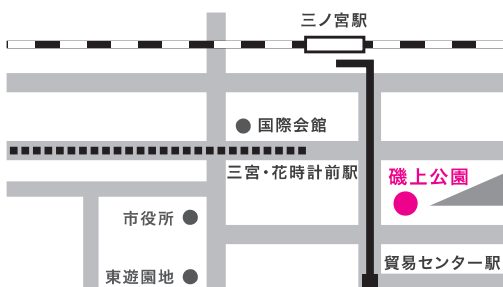 三ノ宮駅
国際会館
三宮・花時計前駅
磯上公園
市役所
貿易センター駅
東遊園地